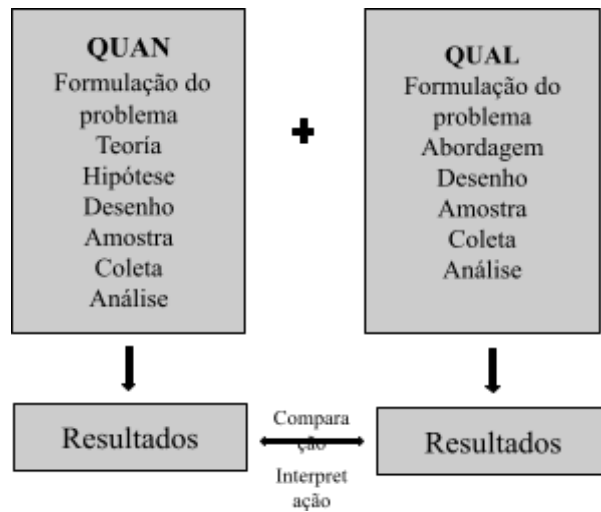 QUAN
Formulação do
problema
Teoría
Hipótese
Desenho
Amostra
Coleta
Análise
QUAL
Formulação do
problema
Abordagem
Desenho
Amostra
Coleta
Análise
Resultados
Compara
ção
Interpret
ação
Resultados